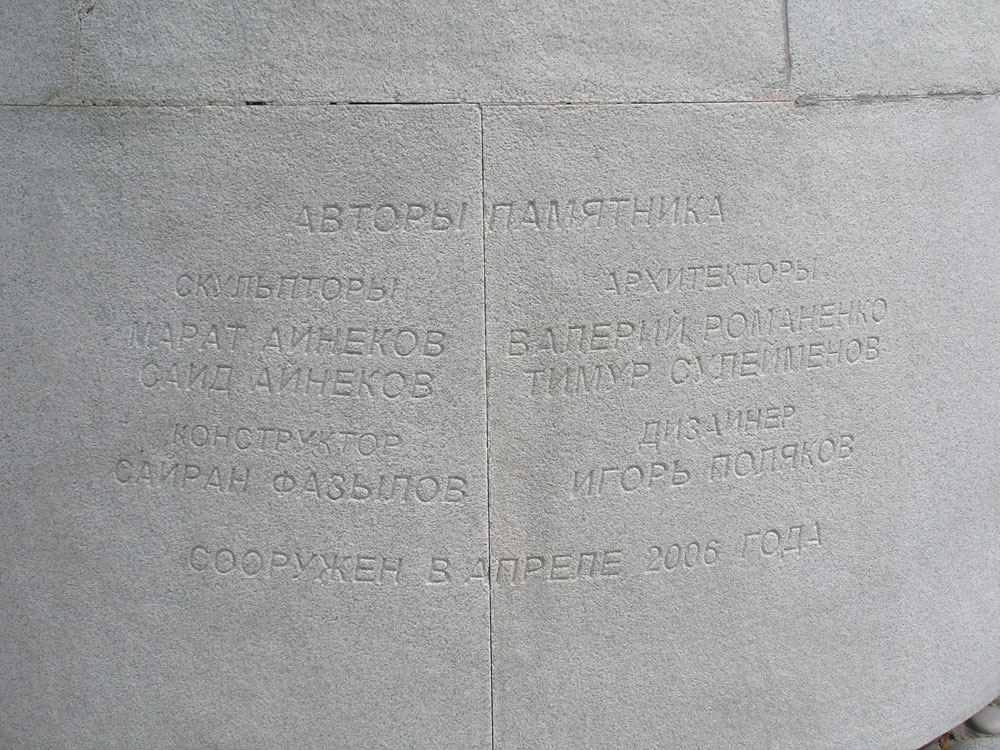 АВТОРЫ ПАМЯТНИКА
СКУЛЬПТОРЫ
МАРАТ АЙНЕКОВ
САИД АЙНЕКОВ
КОНСТРУКТОР
САЙРАН ФАЗЫЛОВ
АРХИТЕКТОРЫ
ВАЛЕРИЙ РОМАНЕНКО
ТИМУР СУЛЕЙМЕНОВ
ДИЗАЙНЕР
ИГОРЬ ПОЛЯКОВ
СООРУЖЕН В АПРЕЛЕ 2006 ГОДА